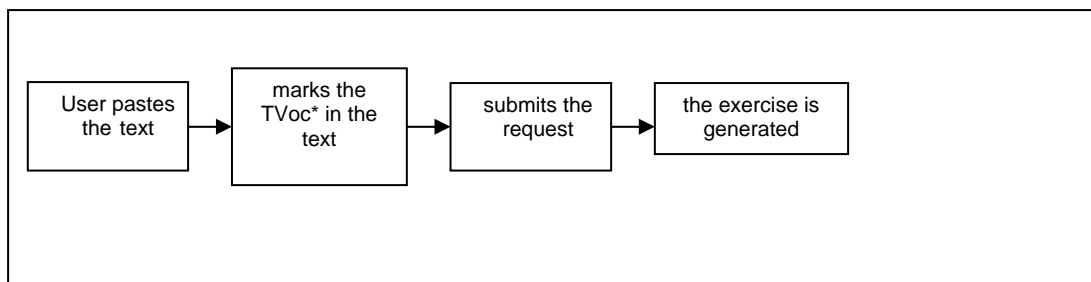 User pastes
the text
marks the
TVoc* in the
text
submits the
request
the exercise is
generated